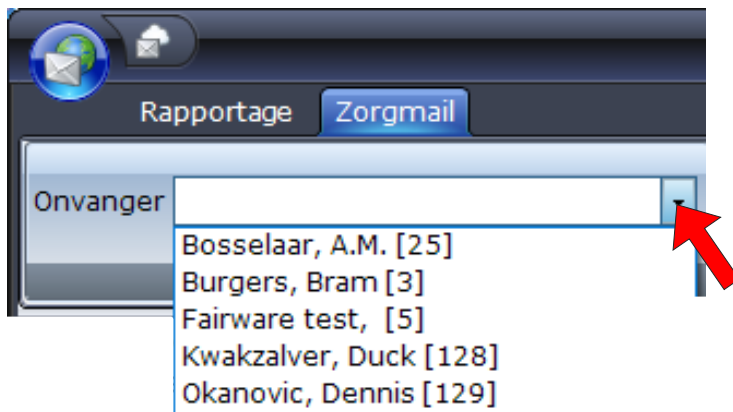 Rapportage Zorgmail
Onvanger
Bosselaar, A.M. [25]
Burgers, Bram [3]
Fairware test, [5]
Kwakzalver, Duck [128]
Okanovic, Dennis [129]